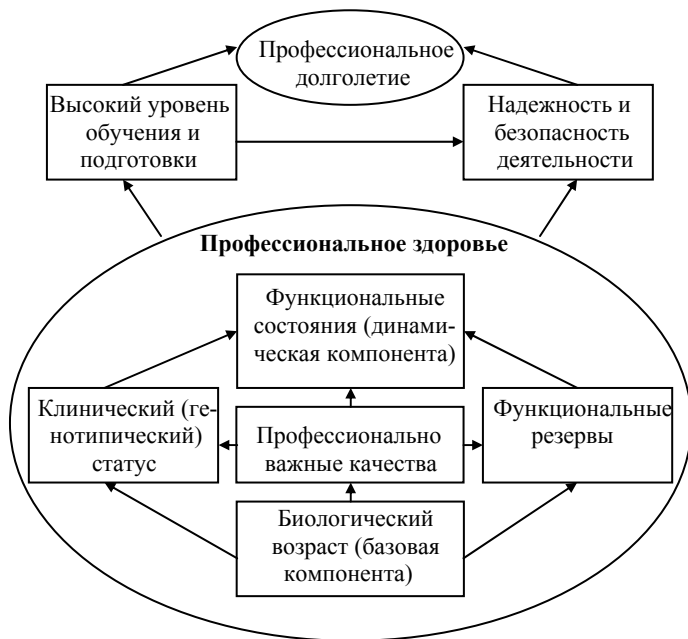 Профессиональное
долголетие
Высокий уровень
обучения и
подготовки
Надежность и
безопасность
деятельности
Профессиональное здоровье
Функциональные
состояния (динами-
ческая компонента)
Клинический (ге-
нотипический)
статус
Профессионально
важные качества
Функциональные
резервы
Биологический
возраст (базовая
компонента)